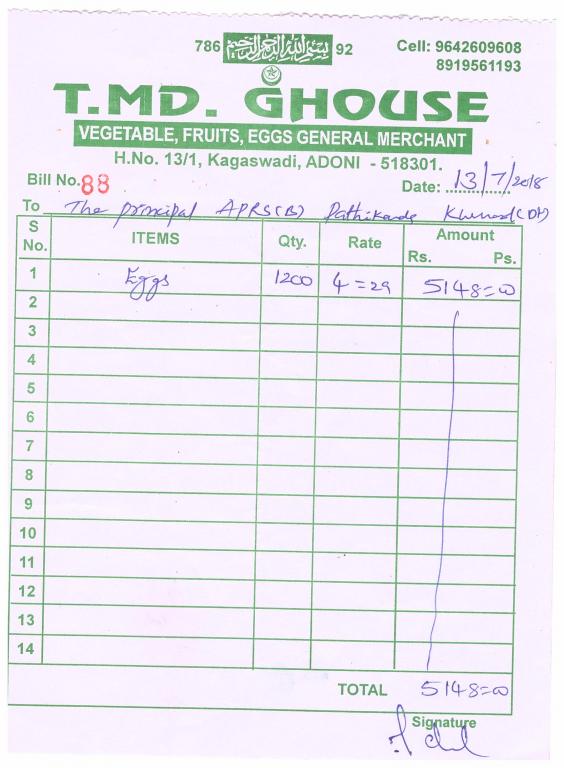 786 بسم الله الرحمن الرحيم 92
Cell: 9642609608
8919561193
T.MD. GHOUSE
VEGETABLE, FRUITS, EGGS GENERAL MERCHANT
H.No. 13/1, Kagaswadi, ADONI - 518301.
Bill No. 88
Date: 13/7/2018
To The principal APRS(B)
S No. ITEMS Qty. Rate Amount Rs. Ps.
1 Eggs 1200 4=29 5148=00
2
3
4
5
6
7
8
9
10
11
12
13
14
TOTAL 5148=00
Signature